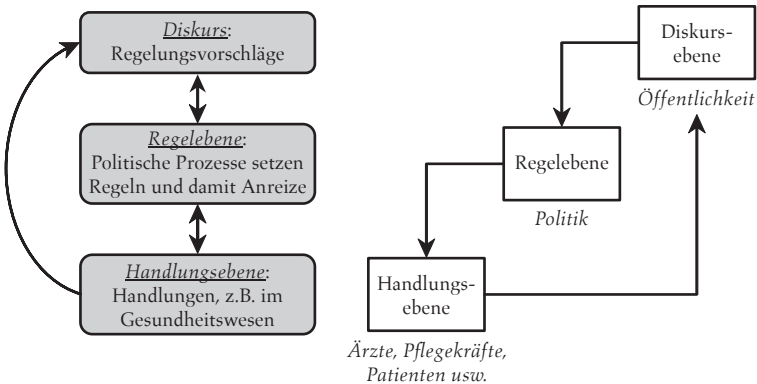 Diskurs:
Regelungsvorschläge
Regelebene:
Politische Prozesse setzen
Regeln und damit Anreize
Handlungsebene:
Handlungen, z.B. im
Gesundheitswesen
Diskurs-
ebene
Öffentlichkeit
Regelebene
Politik
Handlungs-
ebene
Ärzte, Pflegekräfte,
Patienten usw.